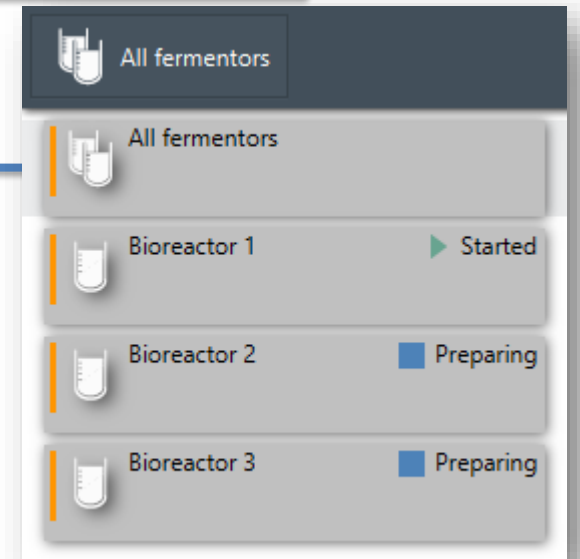 All fermentors
All fermentors
Bioreactor 1 Started
Bioreactor 2 Preparing
Bioreactor 3 Preparing